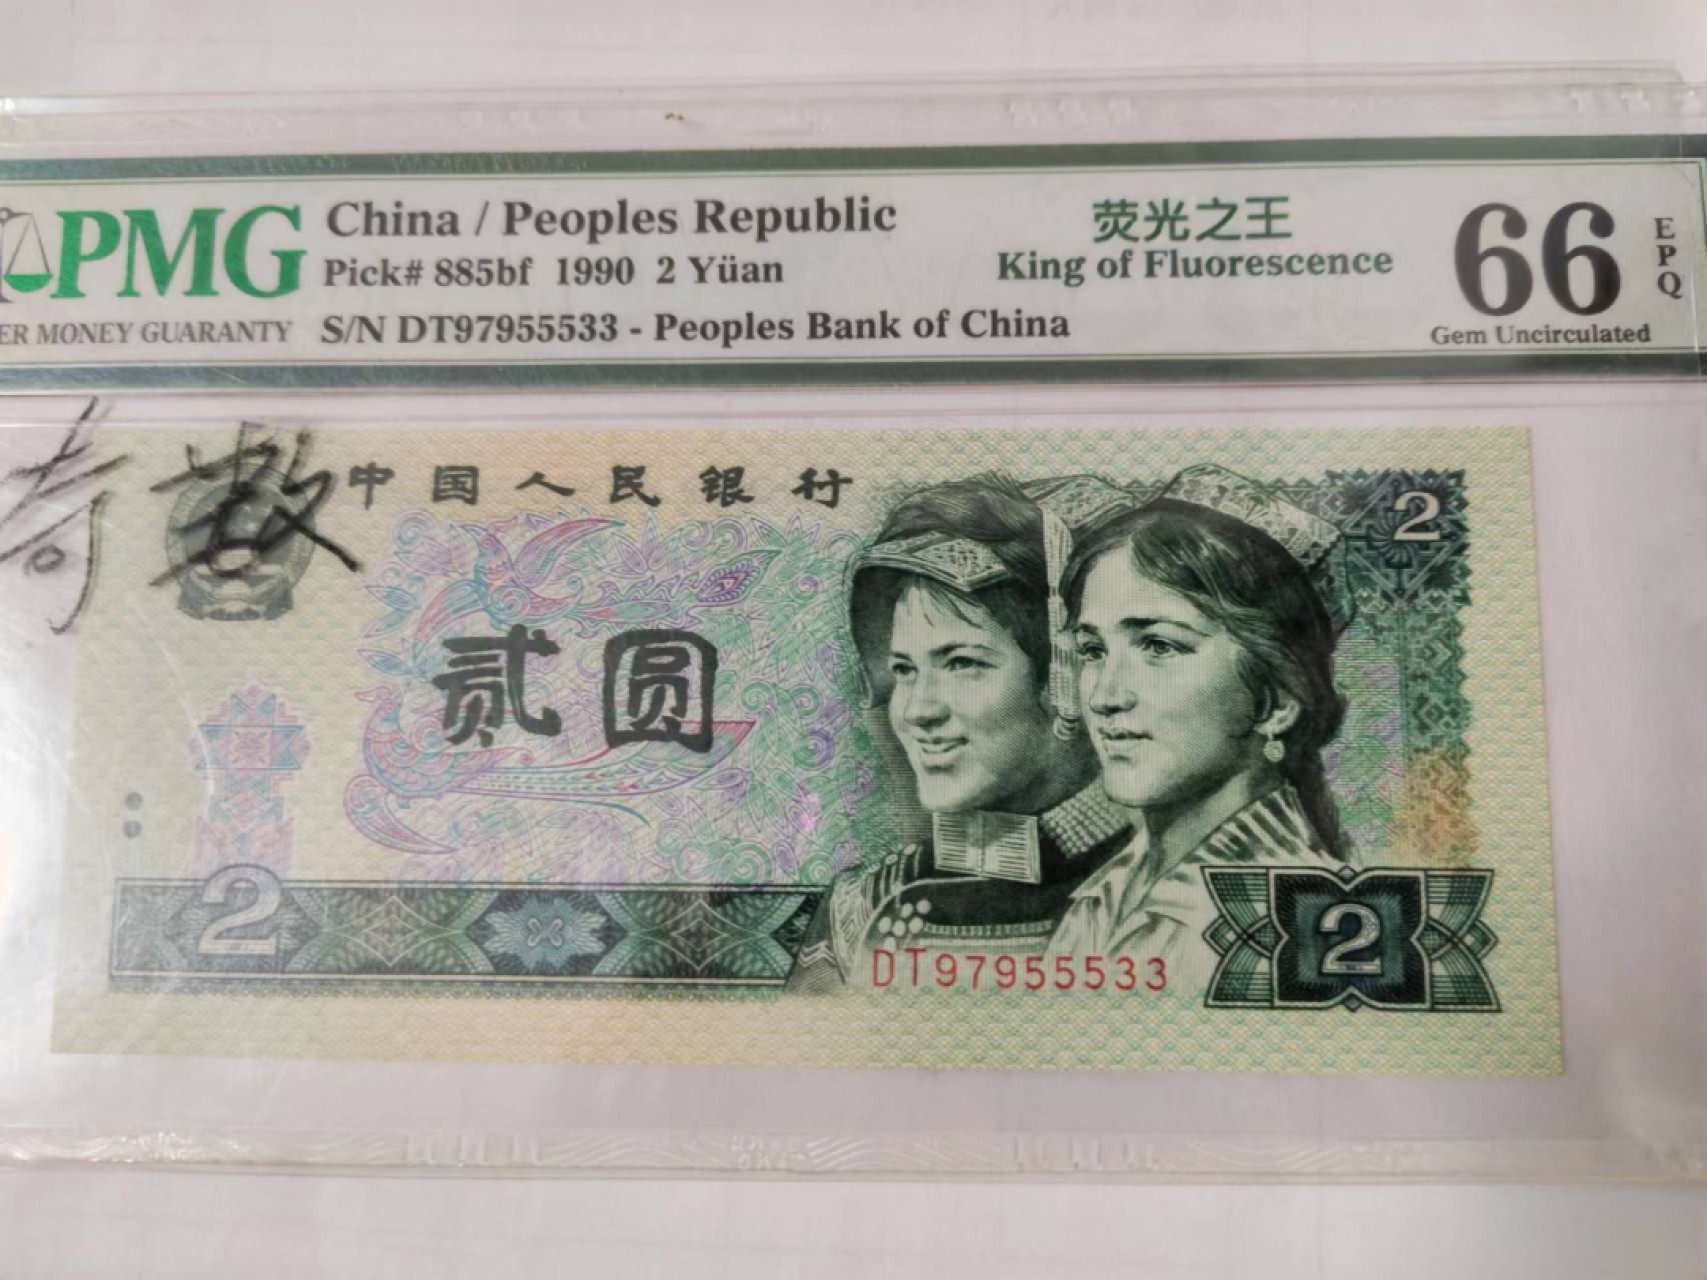 PMG
ER MONEY GUARANTY
China / Peoples Republic
Pick# 885bf 1990 2 Yüan
S/N DT97955533 - Peoples Bank of China
荧光之王
King of Fluorescence
66
EPQ
Gem Uncirculated
奇数
中国人民银行
2
贰圆
2
DT97955533
2